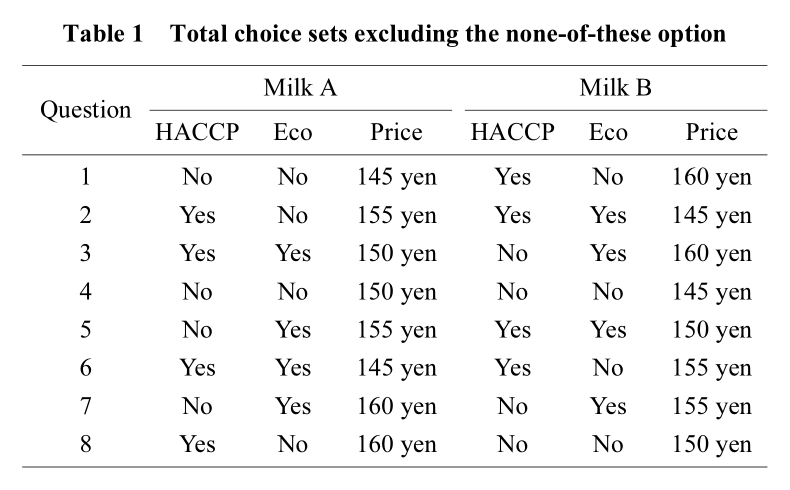 Table 1 Total choice sets excluding the none-of-these option
Question Milk A Milk B
HACCP Eco Price HACCP Eco Price
1 No No 145 yen Yes No 160 yen
2 Yes No 155 yen Yes Yes 145 yen
3 Yes Yes 150 yen No Yes 160 yen
4 No No 150 yen No No 145 yen
5 No Yes 155 yen Yes Yes 150 yen
6 Yes Yes 145 yen Yes No 155 yen
7 No Yes 160 yen No Yes 155 yen
8 Yes No 160 yen No No 150 yen